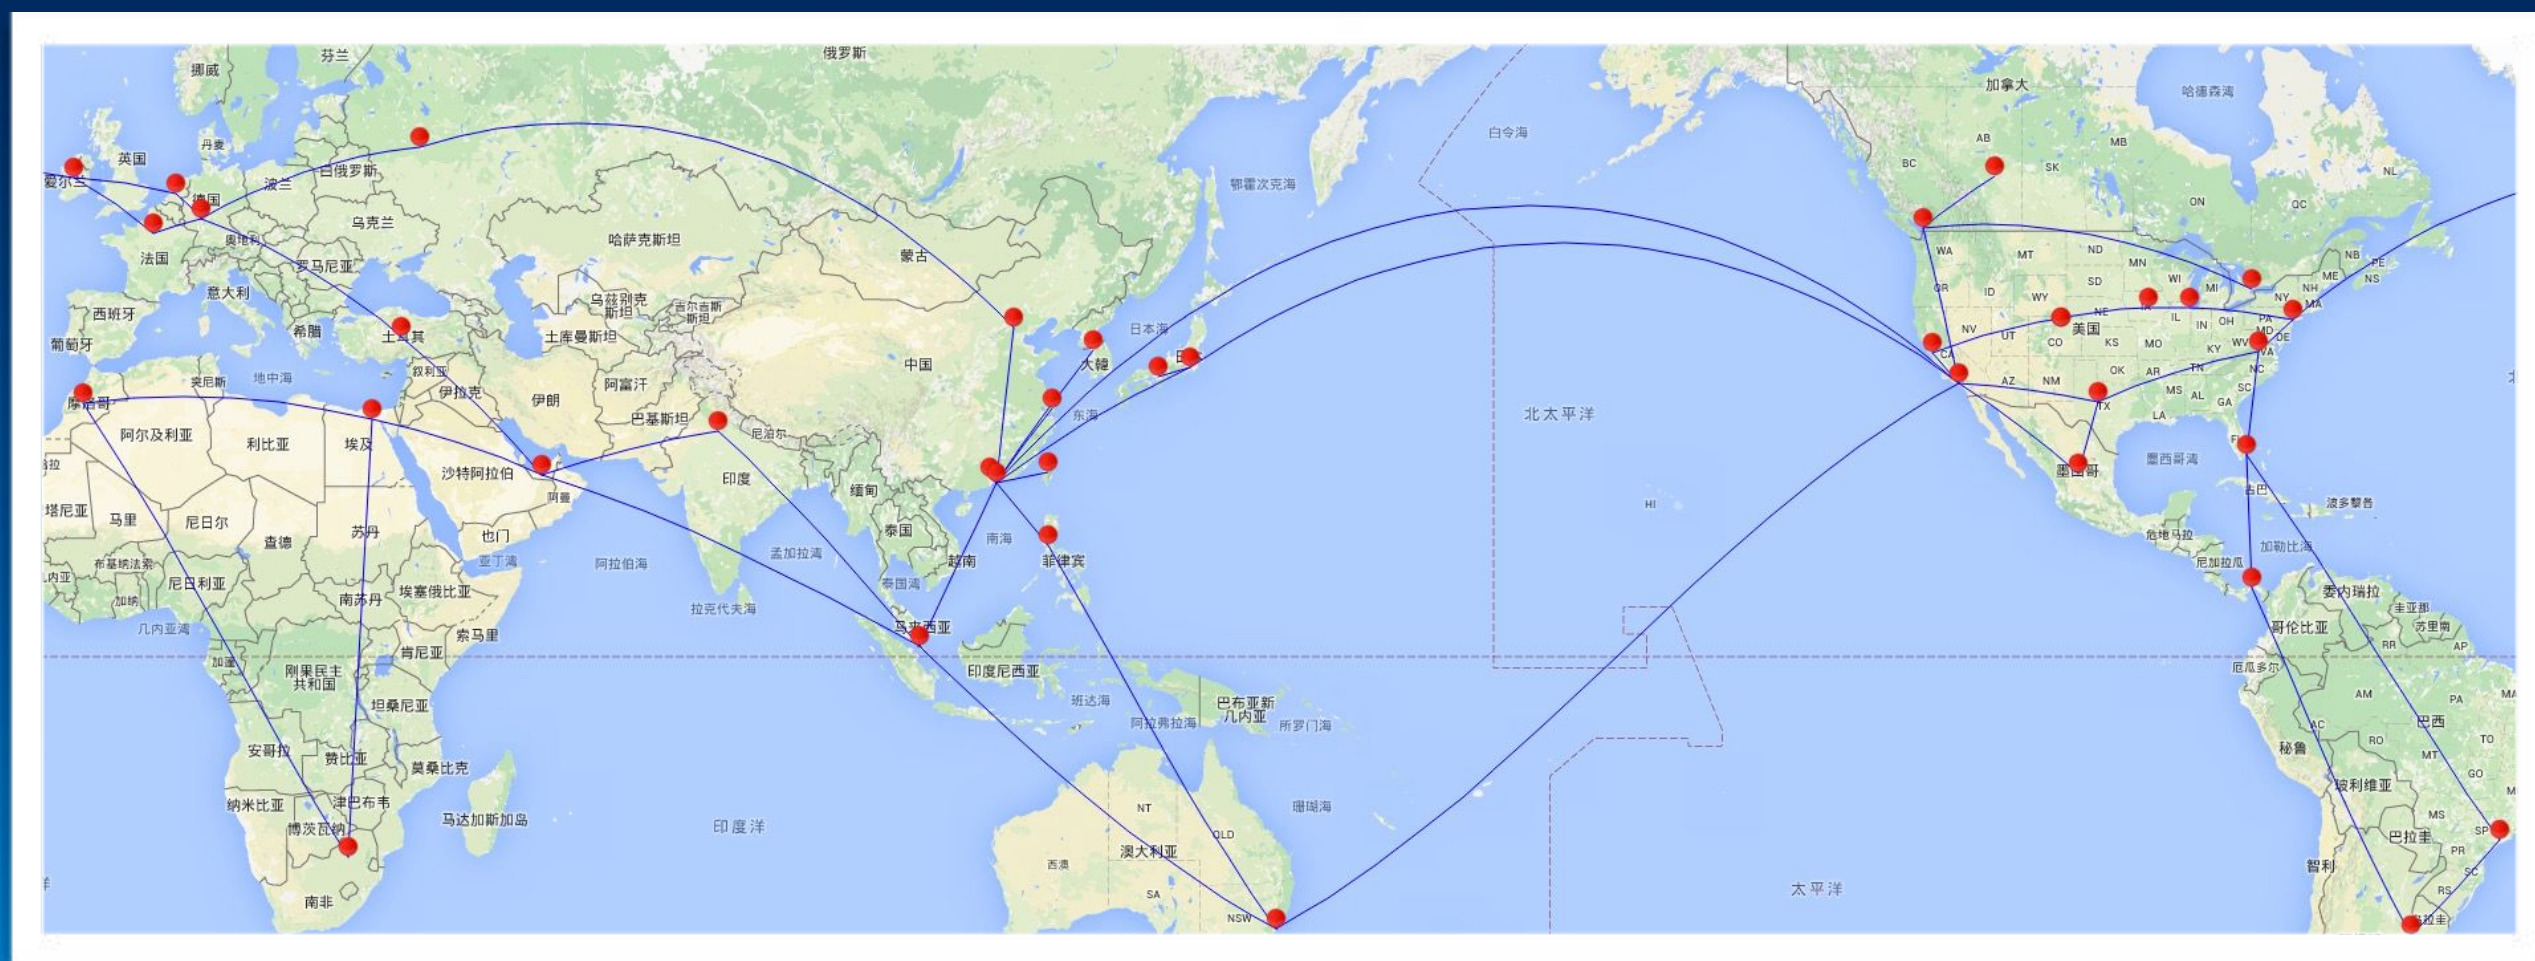 芬兰
俄罗斯
挪威
加拿大
哈德森湾
白令海
AB
MB
丹麦
英国
BC
SK
白俄罗斯
NL
爱尔兰
波兰
鄂霍次克海
德国
ON
QC
乌克兰
奥地利
哈萨克斯坦
法国
蒙古
WA
MT
ND
NB
PE
罗马尼亚
MN
NS
ME
SD
WI
MI
NH
意大利
OR
ID
WY
NY
MA
乌兹别克
斯坦
吉尔吉斯
斯坦
西班牙
NE
IA
IL
IN
OH
PA
希腊
日本海
NV
美国
MD
DE
土耳其
土库曼斯坦
UT
CO
KS
MO
KY
WV
VA
葡萄牙
CA
中国
大韓
叙利亚
OK
AR
TN
NC
突尼斯
地中海
AZ
NM
MS
AL
SC
GA
阿富汗
伊拉克
伊朗
摩洛哥
TX
LA
东海
北太平洋
巴基斯坦
阿尔及利亚
利比亚
埃及
尼泊尔
墨西哥湾
沙特阿拉伯
印度
墨西哥
缅甸
古巴
阿曼
HI
波多黎各
塔尼亚
马里
尼日尔
苏丹
泰国
也门
危地马拉
查德
南海
加勒比海
孟加拉湾
亚丁湾
阿拉伯海
越南
菲律宾
尼加拉瓜
布基纳法索
尼日利亚
泰国湾
埃塞俄比亚
委内瑞拉
加纳
南苏丹
拉克代夫海
圭亚那
几内亚湾
马来西亚
哥伦比亚
苏里南
索马里
RR
AP
肯尼亚
加蓬
厄瓜多尔
刚果民主
共和国
印度尼西亚
AM
PA
坦桑尼亚
班达海
巴布亚新
几内亚
阿拉弗拉海
所罗门海
AC
巴西
RO
TO
安哥拉
赞比亚
秘鲁
MT
莫桑比克
GO
玻利维亚
纳米比亚
津巴布韦
NT
珊瑚海
马达加斯加岛
MS
博茨瓦纳
印度洋
QLD
SP
巴拉圭
澳大利亚
PR
西澳
智利
SC
太平洋
RS
SA
南非
NSW